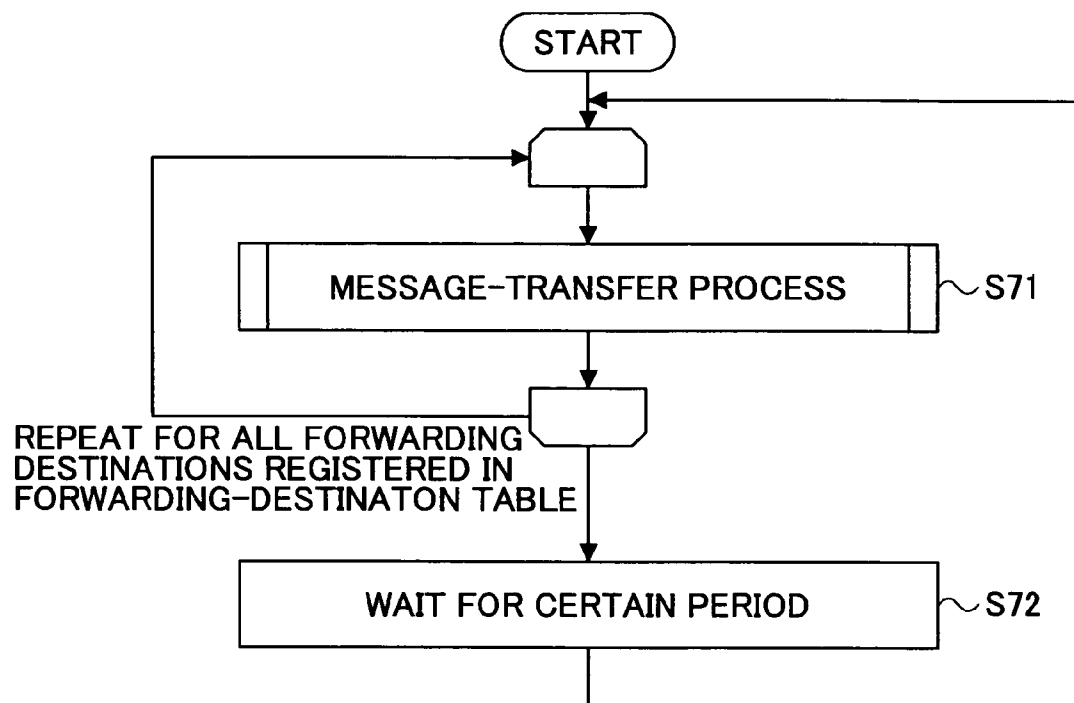 START
MESSAGE-TRANSFER PROCESS
S71
REPEAT FOR ALL FORWARDING
DESTINATIONS REGISTERED IN
FORWARDING-DESTINATON TABLE
WAIT FOR CERTAIN PERIOD
S72